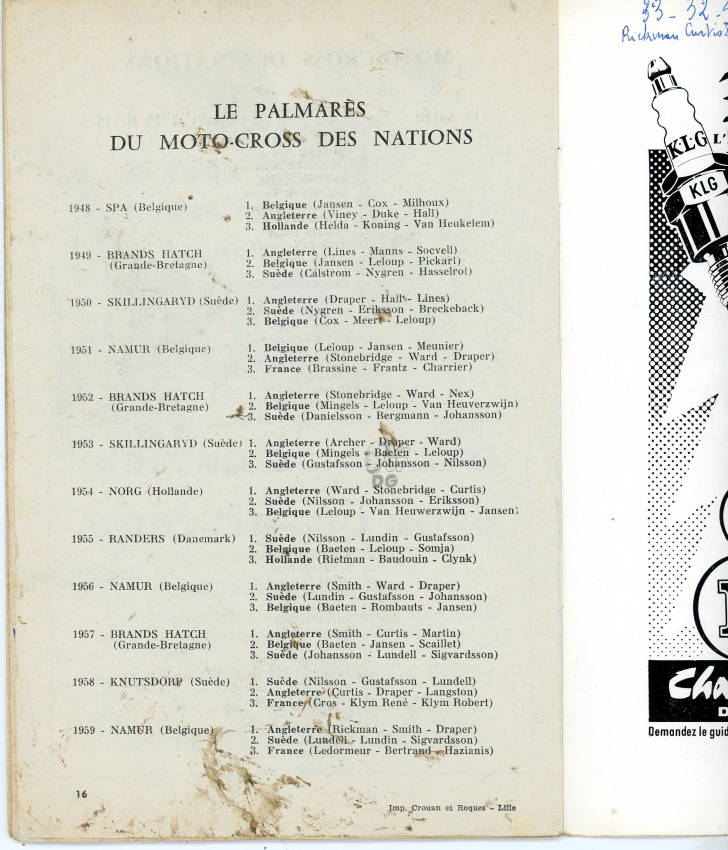 LE PALMARÈS
DU MOTO-CROSS DES NATIONS
1948 - SPA (Belgique) 1. Belgique (Jansen - Cox - Milhoux)
2. Angleterre (Viney - Duke - Hall)
3. Hollande (Helda - Koning - Van Heukelem)
1949 - BRANDS HATCH 1. Angleterre (Lines - Manns - Socvell)
(Grande-Bretagne) 2. Belgique (Jansen - Leloup - Pickart)
3. Suède (Calstrom - Nygren - Hasselrot)
1950 - SKILLINGARYD (Suède) 1. Angleterre (Draper - Hall - Lines)
2. Suède (Nygren - Eriksson - Breckeback)
3. Belgique (Cox - Meert - Leloup)
1951 - NAMUR (Belgique) 1. Belgique (Leloup - Jansen - Meunier)
2. Angleterre (Stonebridge - Ward - Draper)
3. France (Brassine - Frantz - Charrier)
1952 - BRANDS HATCH 1. Angleterre (Stonebridge - Ward - Nex)
(Grande-Bretagne) 2. Belgique (Mingels - Leloup - Van Heuverzwijn)
3. Suède (Danielsson - Bergmann - Johansson)
1953 - SKILLINGARYD (Suède) 1. Angleterre (Archer - Draper - Ward)
2. Belgique (Mingels - Baeten - Leloup)
3. Suède (Gustafsson - Johansson - Nilsson)
DG
1954 - NORG (Hollande) 1. Angleterre (Ward - Stonebridge - Curtis)
2. Suède (Nilsson - Johansson - Eriksson)
3. Belgique (Leloup - Van Heuwerzwijn - Jansen)
1955 - RANDERS (Danemark) 1. Suède (Nilsson - Lundin - Gustafsson)
2. Belgique (Baeten - Leloup - Somja)
3. Hollande (Rietman - Baudouin - Clynk)
1956 - NAMUR (Belgique) 1. Angleterre (Smith - Ward - Draper)
2. Suède (Lundin - Gustafsson - Johansson)
3. Belgique (Baeten - Rombauts - Jansen)
1957 - BRANDS HATCH 1. Angleterre (Smith - Curtis - Martin)
(Grande-Bretagne) 2. Belgique (Baeten - Jansen - Scaillet)
3. Suède (Johansson - Lundell - Sigvardsson)
1958 - KNUTSDORP (Suède) 1. Suède (Nilsson - Gustafsson - Lundell)
2. Angleterre (Curtis - Draper - Langston)
3. France (Cros - Klym René - Klym Robert)
1959 - NAMUR (Belgique) 1. Angleterre (Rickman - Smith - Draper)
2. Suède (Lundell - Lundin - Sigvardsson)
3. France (Ledormeur - Bertrand - Hazianis)
16
Imp. Crouan et Roques - Lille
33 - 32 -
Rickman Curtis
K·L·G
KLG
Cha
Demandez le guid